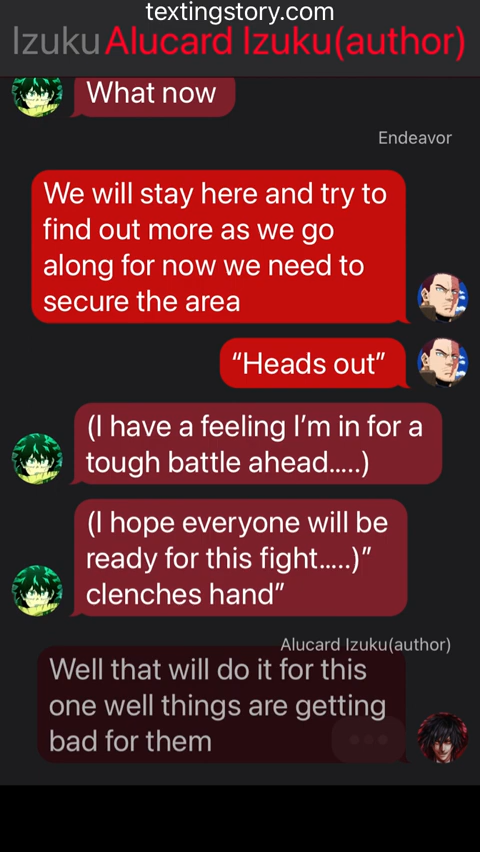 textingstory.com
Izuku Alucard Izuku(author)
What now
Endeavor
We will stay here and try to
find out more as we go
along for now we need to
secure the area
“Heads out”
(I have a feeling I’m in for a
tough battle ahead.....)
(I hope everyone will be
ready for this fight.....)”
clenches hand”
Alucard Izuku(author)
Well that will do it for this
one well things are getting
bad for them